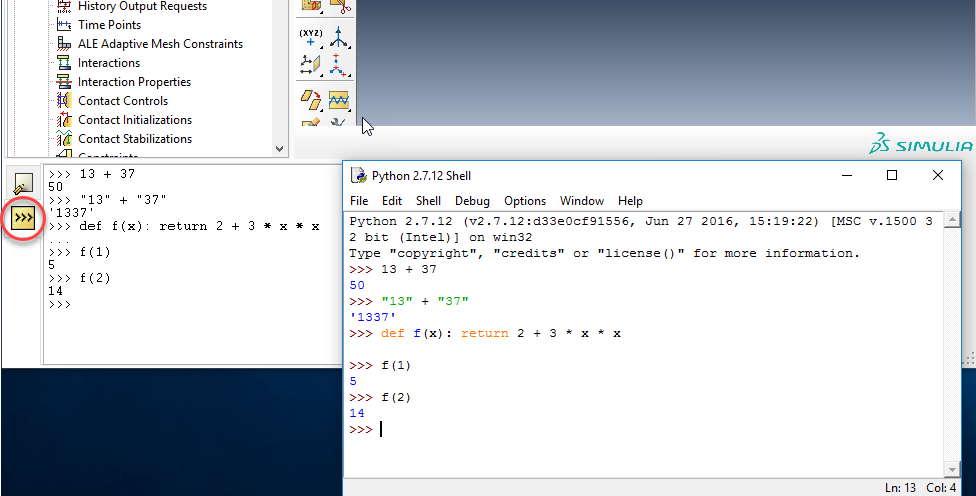 History Output Requests
Time Points
ALE Adaptive Mesh Constraints
Interactions
Interaction Properties
Contact Controls
Contact Initializations
Contact Stabilizations
Constraints
(XYZ)
SIMULIA
>>>
>>> 13 + 37
50
>>> "13" + "37"
'1337'
>>> def f(x): return 2 + 3 * x * x
...
>>> f(1)
5
>>> f(2)
14
>>>
Python 2.7.12 Shell
File Edit Shell Debug Options Window Help
Python 2.7.12 (v2.7.12:d33e0cf91556, Jun 27 2016, 15:19:22) [MSC v.1500 3
2 bit (Intel)] on win32
Type "copyright", "credits" or "license()" for more information.
>>> 13 + 37
50
>>> "13" + "37"
'1337'
>>> def f(x): return 2 + 3 * x * x
>>> f(1)
5
>>> f(2)
14
>>>
Ln: 13 Col: 4